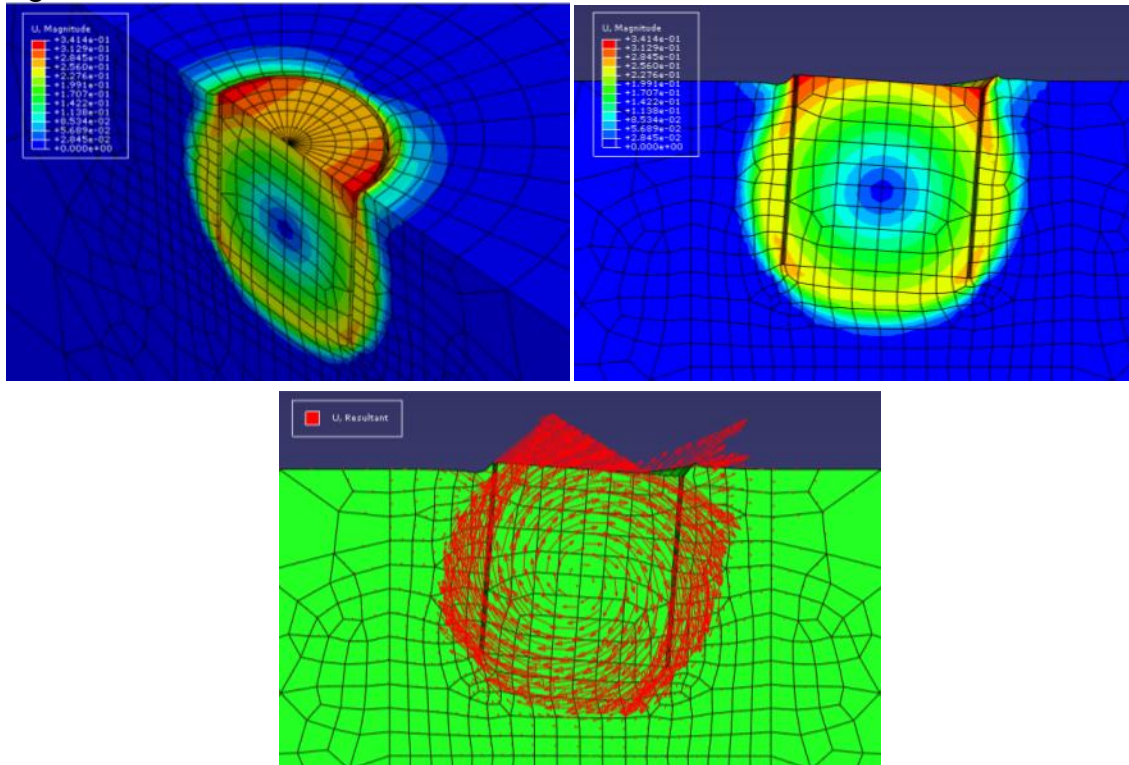 U, Magnitude
+3.414e-01
+3.129e-01
+2.845e-01
+2.560e-01
+2.276e-01
+1.991e-01
+1.707e-01
+1.422e-01
+1.138e-01
+8.534e-02
+5.689e-02
+2.845e-02
+0.000e+00
U, Magnitude
+3.414e-01
+3.129e-01
+2.845e-01
+2.560e-01
+2.276e-01
+1.991e-01
+1.707e-01
+1.422e-01
+1.138e-01
+8.534e-02
+5.689e-02
+2.845e-02
+0.000e+00
U, Resultant